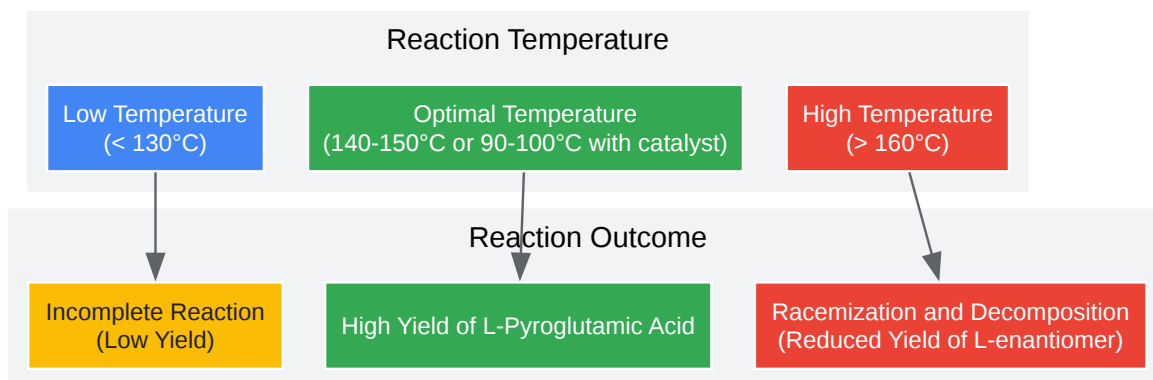 Reaction Temperature
Low Temperature
(< 130°C)
Optimal Temperature
(140-150°C or 90-100°C with catalyst)
High Temperature
(> 160°C)
Reaction Outcome
Incomplete Reaction
(Low Yield)
High Yield of L-Pyroglutamic Acid
Racemization and Decomposition
(Reduced Yield of L-enantiomer)